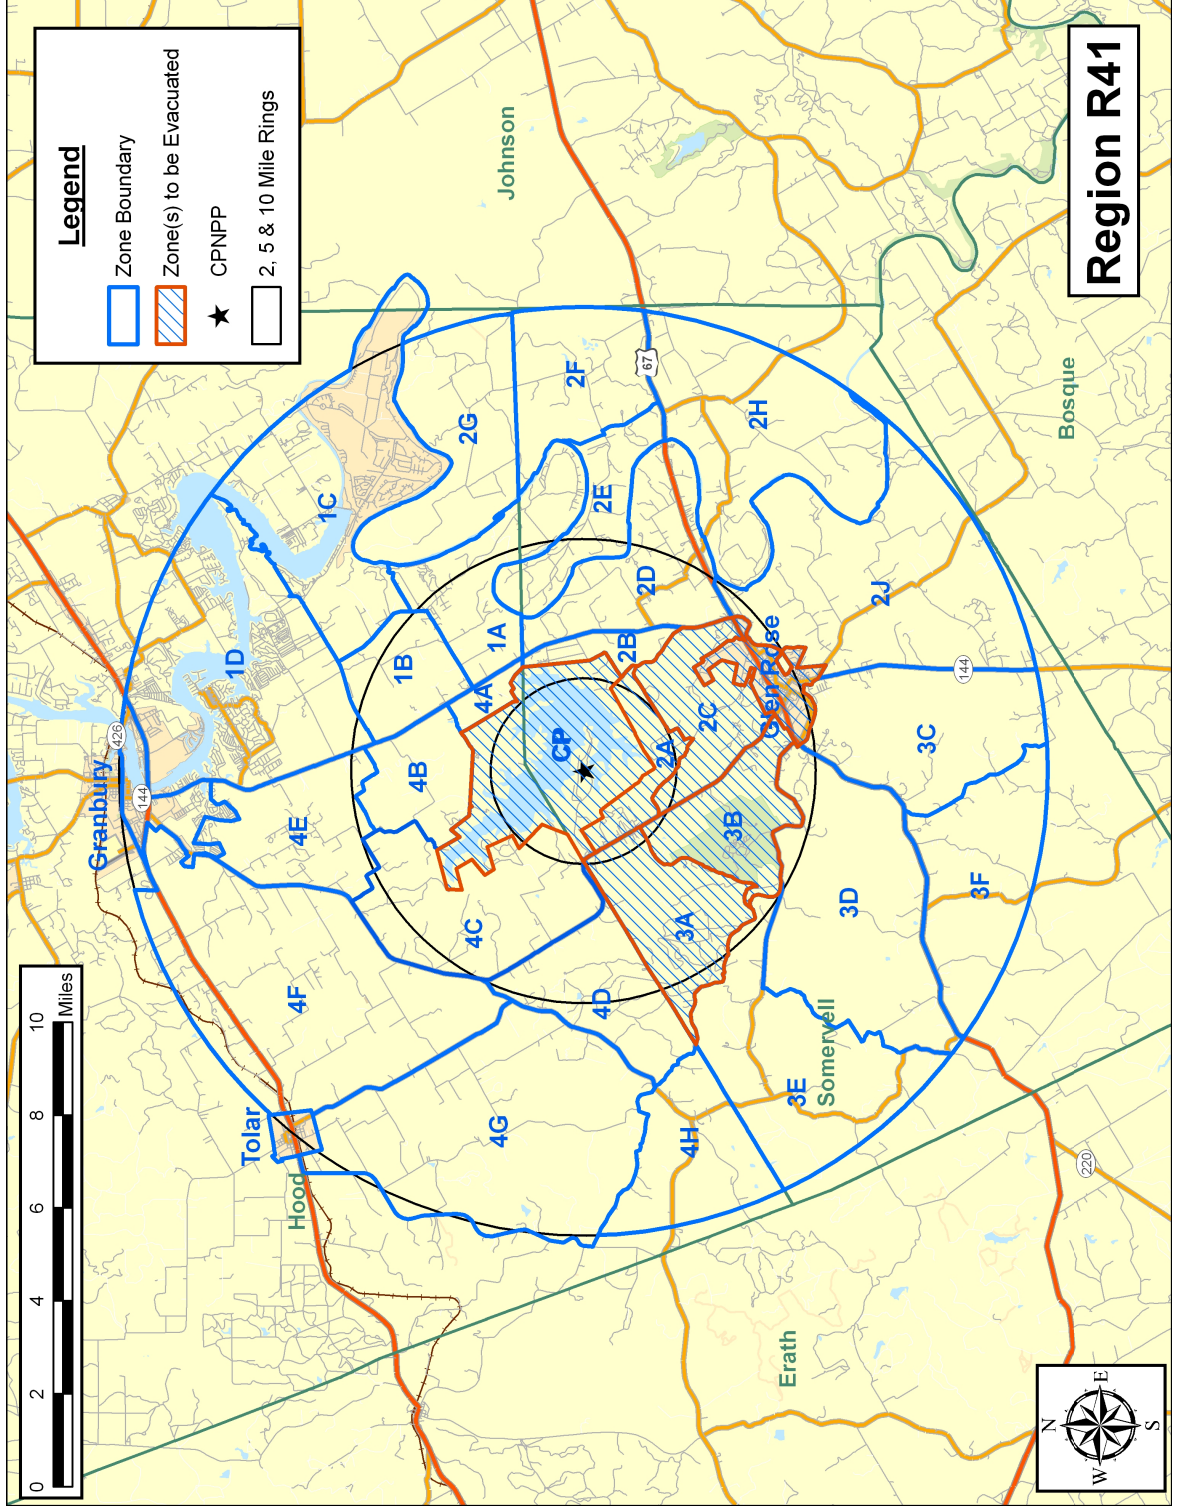 Legend
Zone Boundary
Zone(s) to be Evacuated
CPNPP
2, 5 & 10 Mile Rings
Region R41
0 2 4 6 8 10
Miles
N
W E
S
Granbury
Tolar
Glen Rose
Hood
Johnson
Bosque
Somervell
Erath
426
144
67
144
220
1A
1B
1C
1D
2A
2B
2C
2D
2E
2F
2G
2H
2J
3A
3B
3C
3D
3E
3F
4A
4B
4C
4D
4E
4F
4G
4H
CP